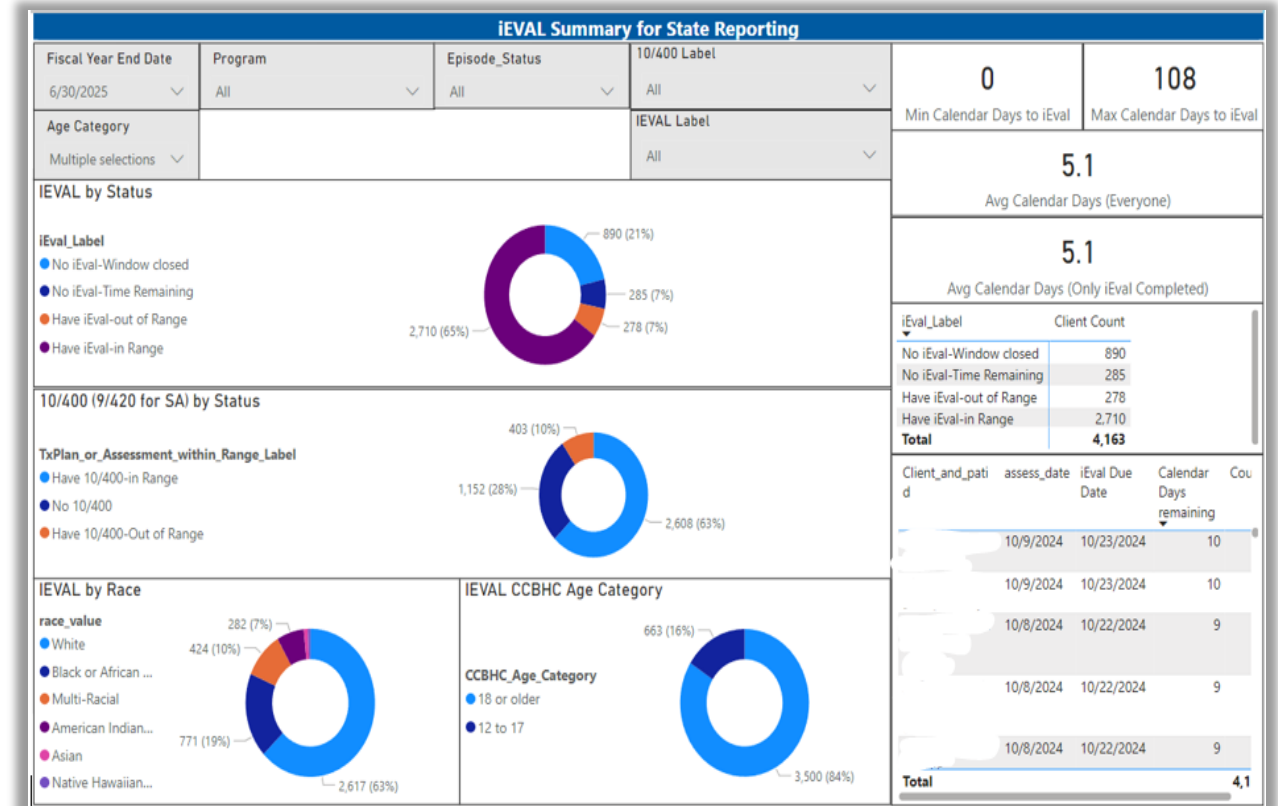 iEVAL Summary for State Reporting
Fiscal Year End Date
6/30/2025
Program
All
Episode_Status
All
10/400 Label
All
Age Category
Multiple selections
IEVAL Label
All
0
Min Calendar Days to iEval
108
Max Calendar Days to iEval
5.1
Avg Calendar Days (Everyone)
5.1
Avg Calendar Days (Only iEval Completed)
IEVAL by Status
iEval_Label
No iEval-Window closed
No iEval-Time Remaining
Have iEval-out of Range
Have iEval-in Range
890 (21%)
285 (7%)
278 (7%)
2,710 (65%)
iEval_Label Client Count
No iEval-Window closed 890
No iEval-Time Remaining 285
Have iEval-out of Range 278
Have iEval-in Range 2,710
Total 4,163
10/400 (9/420 for SA) by Status
TxPlan_or_Assessment_within_Range_Label
Have 10/400-in Range
No 10/400
Have 10/400-Out of Range
403 (10%)
1,152 (28%)
2,608 (63%)
IEVAL by Race
race_value
White
Black or African ...
Multi-Racial
American Indian...
Asian
Native Hawaiian...
282 (7%)
424 (10%)
771 (19%)
2,617 (63%)
IEVAL CCBHC Age Category
CCBHC_Age_Category
18 or older
12 to 17
663 (16%)
3,500 (84%)
Client_and_pati assess_date iEval Due Calendar Cou
d Date Days
remaining
10/9/2024 10/23/2024 10
10/9/2024 10/23/2024 10
10/8/2024 10/22/2024 9
10/8/2024 10/22/2024 9
10/8/2024 10/22/2024 9
Total 4,1